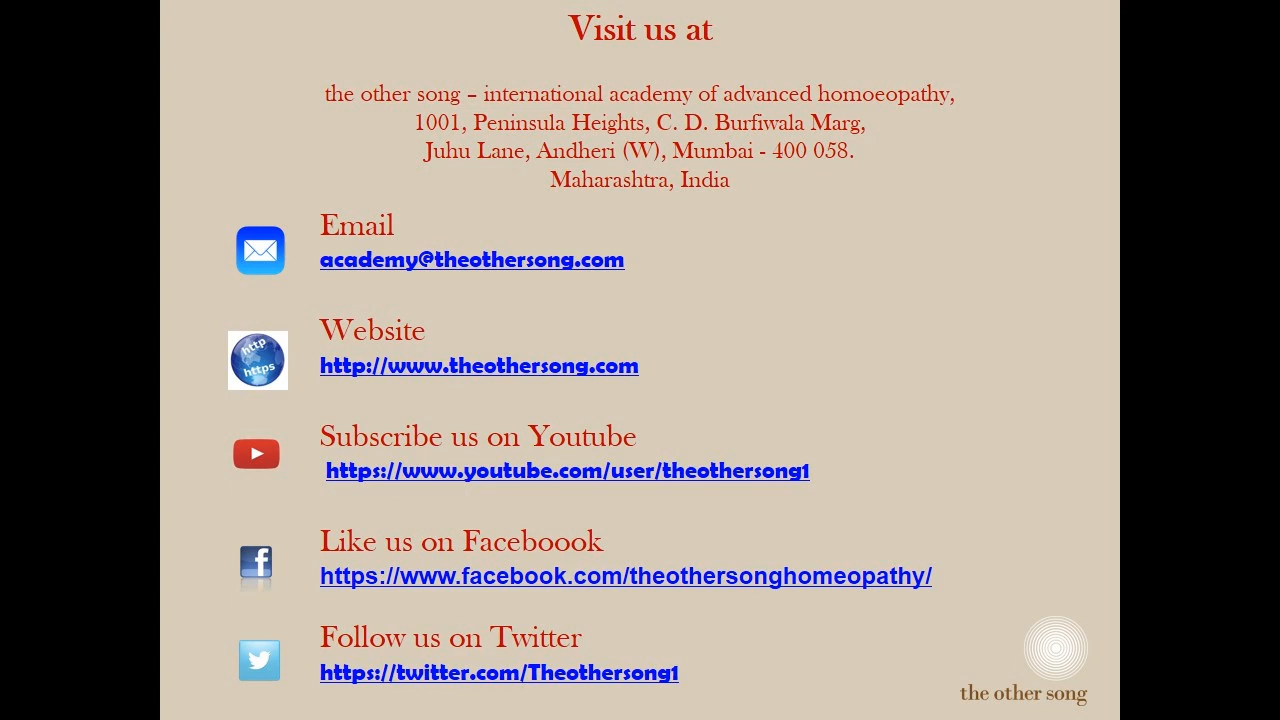 Visit us at
the other song – international academy of advanced homoeopathy,
1001, Peninsula Heights, C. D. Burfiwala Marg,
Juhu Lane, Andheri (W), Mumbai - 400 058.
Maharashtra, India
Email
academy@theothersong.com
http
https
Website
http://www.theothersong.com
Subscribe us on Youtube
https://www.youtube.com/user/theothersong1
f
Like us on Faceboook
https://www.facebook.com/theothersonghomeopathy/
Follow us on Twitter
https://twitter.com/Theothersong1
the other song